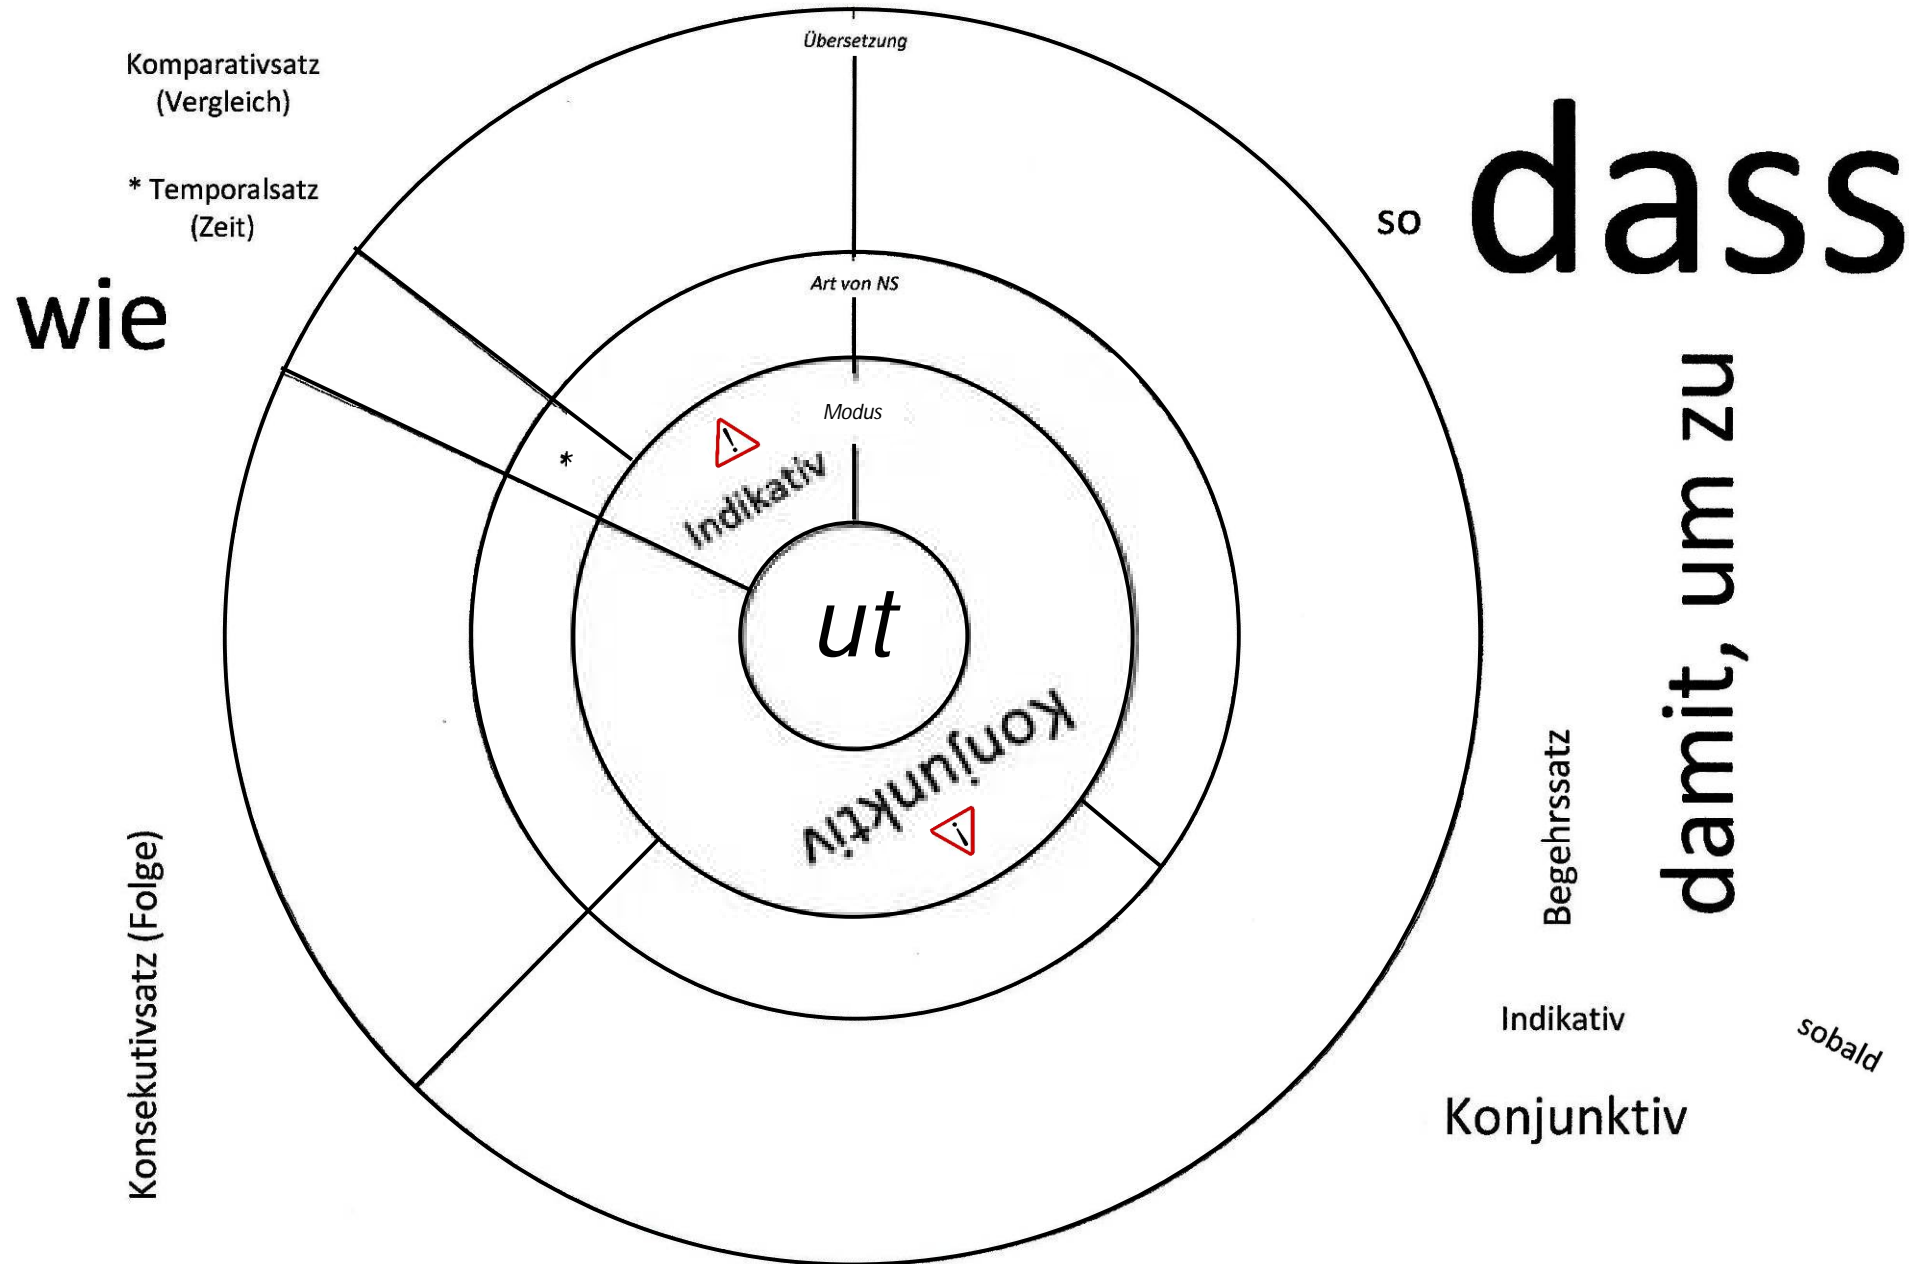 Übersetzung
Komparativsatz
(Vergleich)
* Temporalsatz
(Zeit)
wie
so
dass
Art von NS
Modus
Indikativ
*
ut
Konjunktiv
damit, um zu
Begehrssatz
Konsekutivsatz (Folge)
Indikativ
sobald
Konjunktiv
!
!